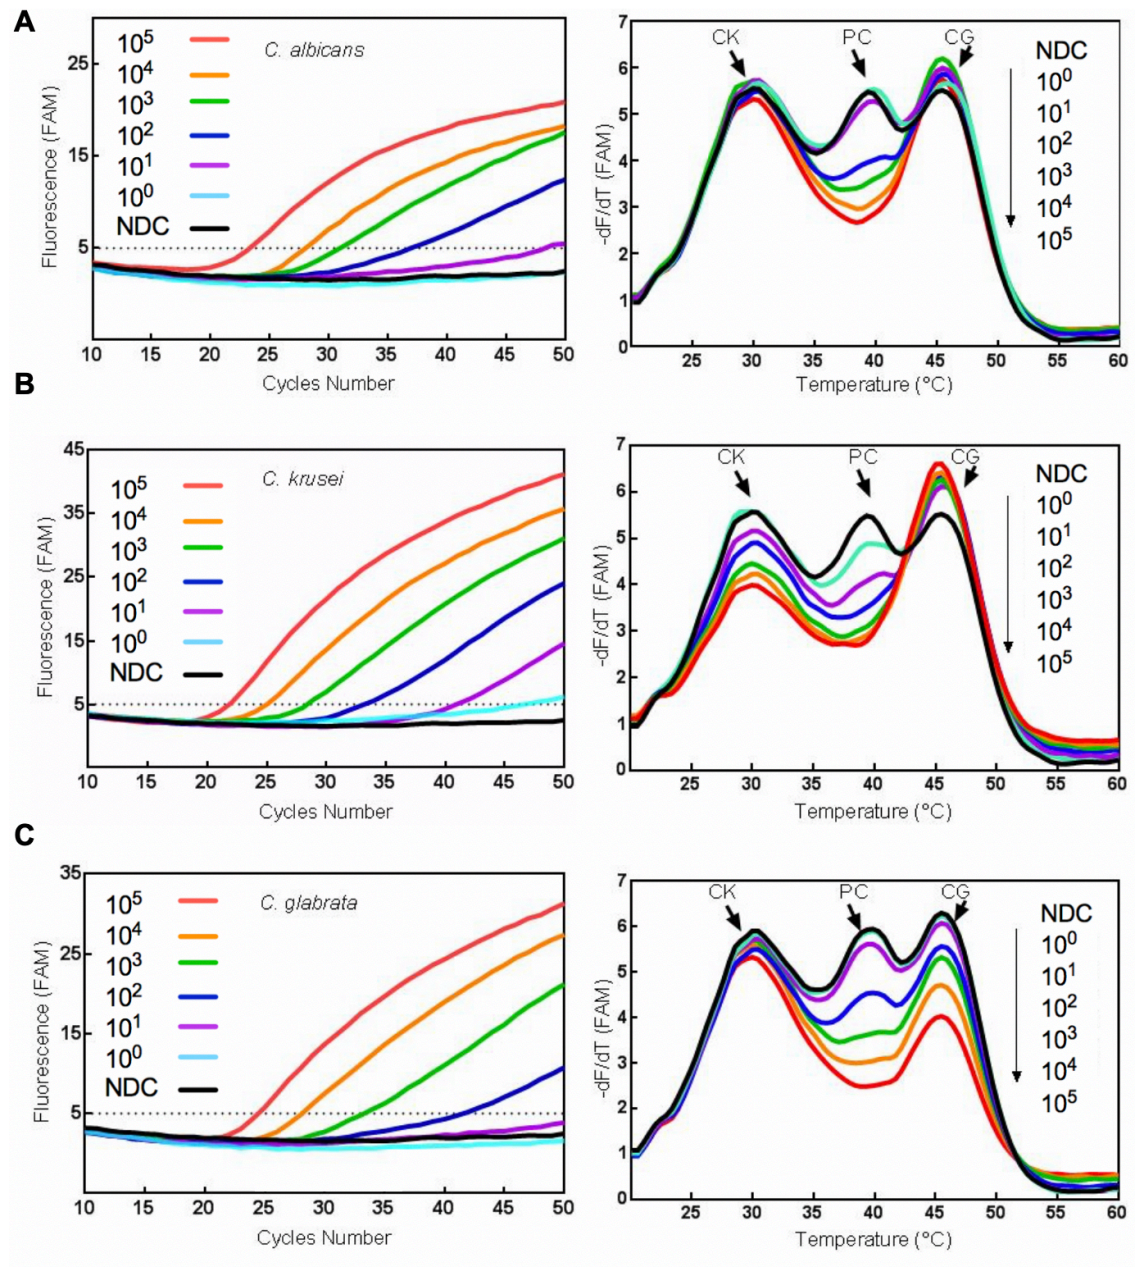 A
10⁵
10⁴
10³
10²
10¹
10⁰
NDC
C. albicans
25
15
5
Fluorescence (FAM)
10 15 20 25 30 35 40 45 50
Cycles Number
7
6
5
4
3
2
1
0
-dF/dT (FAM)
CK PC CG
NDC
10⁰
10¹
10²
10³
10⁴
10⁵
25 30 35 40 45 50 55 60
Temperature (°C)
B
45
35
25
15
5
Fluorescence (FAM)
10⁵
10⁴
10³
10²
10¹
10⁰
NDC
C. krusei
10 15 20 25 30 35 40 45 50
Cycles Number
7
6
5
4
3
2
1
0
-dF/dT (FAM)
CK PC CG
NDC
10⁰
10¹
10²
10³
10⁴
10⁵
25 30 35 40 45 50 55 60
Temperature (°C)
C
35
25
15
5
Fluorescence (FAM)
10⁵
10⁴
10³
10²
10¹
10⁰
NDC
C. glabrata
10 15 20 25 30 35 40 45 50
Cycles Number
7
6
5
4
3
2
1
0
-dF/dT (FAM)
CK PC CG
NDC
10⁰
10¹
10²
10³
10⁴
10⁵
25 30 35 40 45 50 55 60
Temperature (°C)